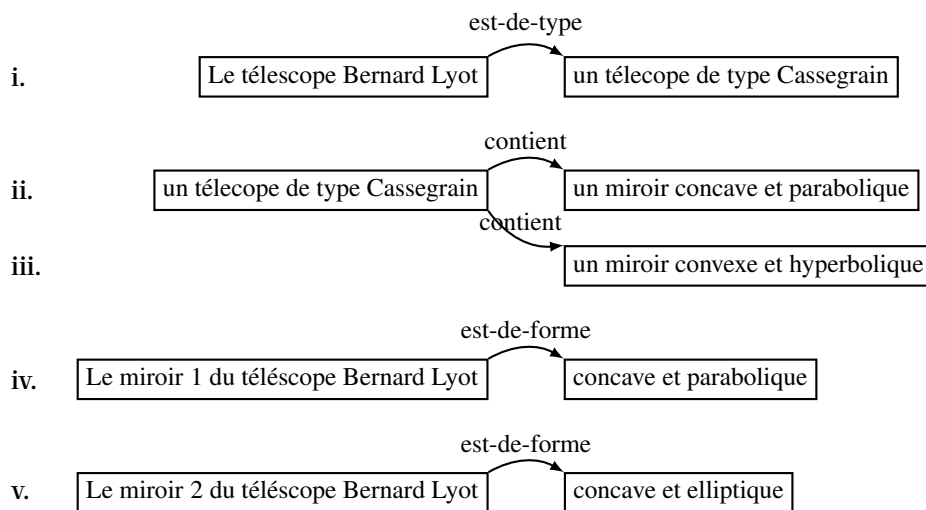 est-de-type
i. Le télescope Bernard Lyot un télecope de type Cassegrain
contient
ii. un télecope de type Cassegrain un miroir concave et parabolique
contient
iii. un miroir convexe et hyperbolique
est-de-forme
iv. Le miroir 1 du téléscope Bernard Lyot concave et parabolique
est-de-forme
v. Le miroir 2 du téléscope Bernard Lyot concave et elliptique